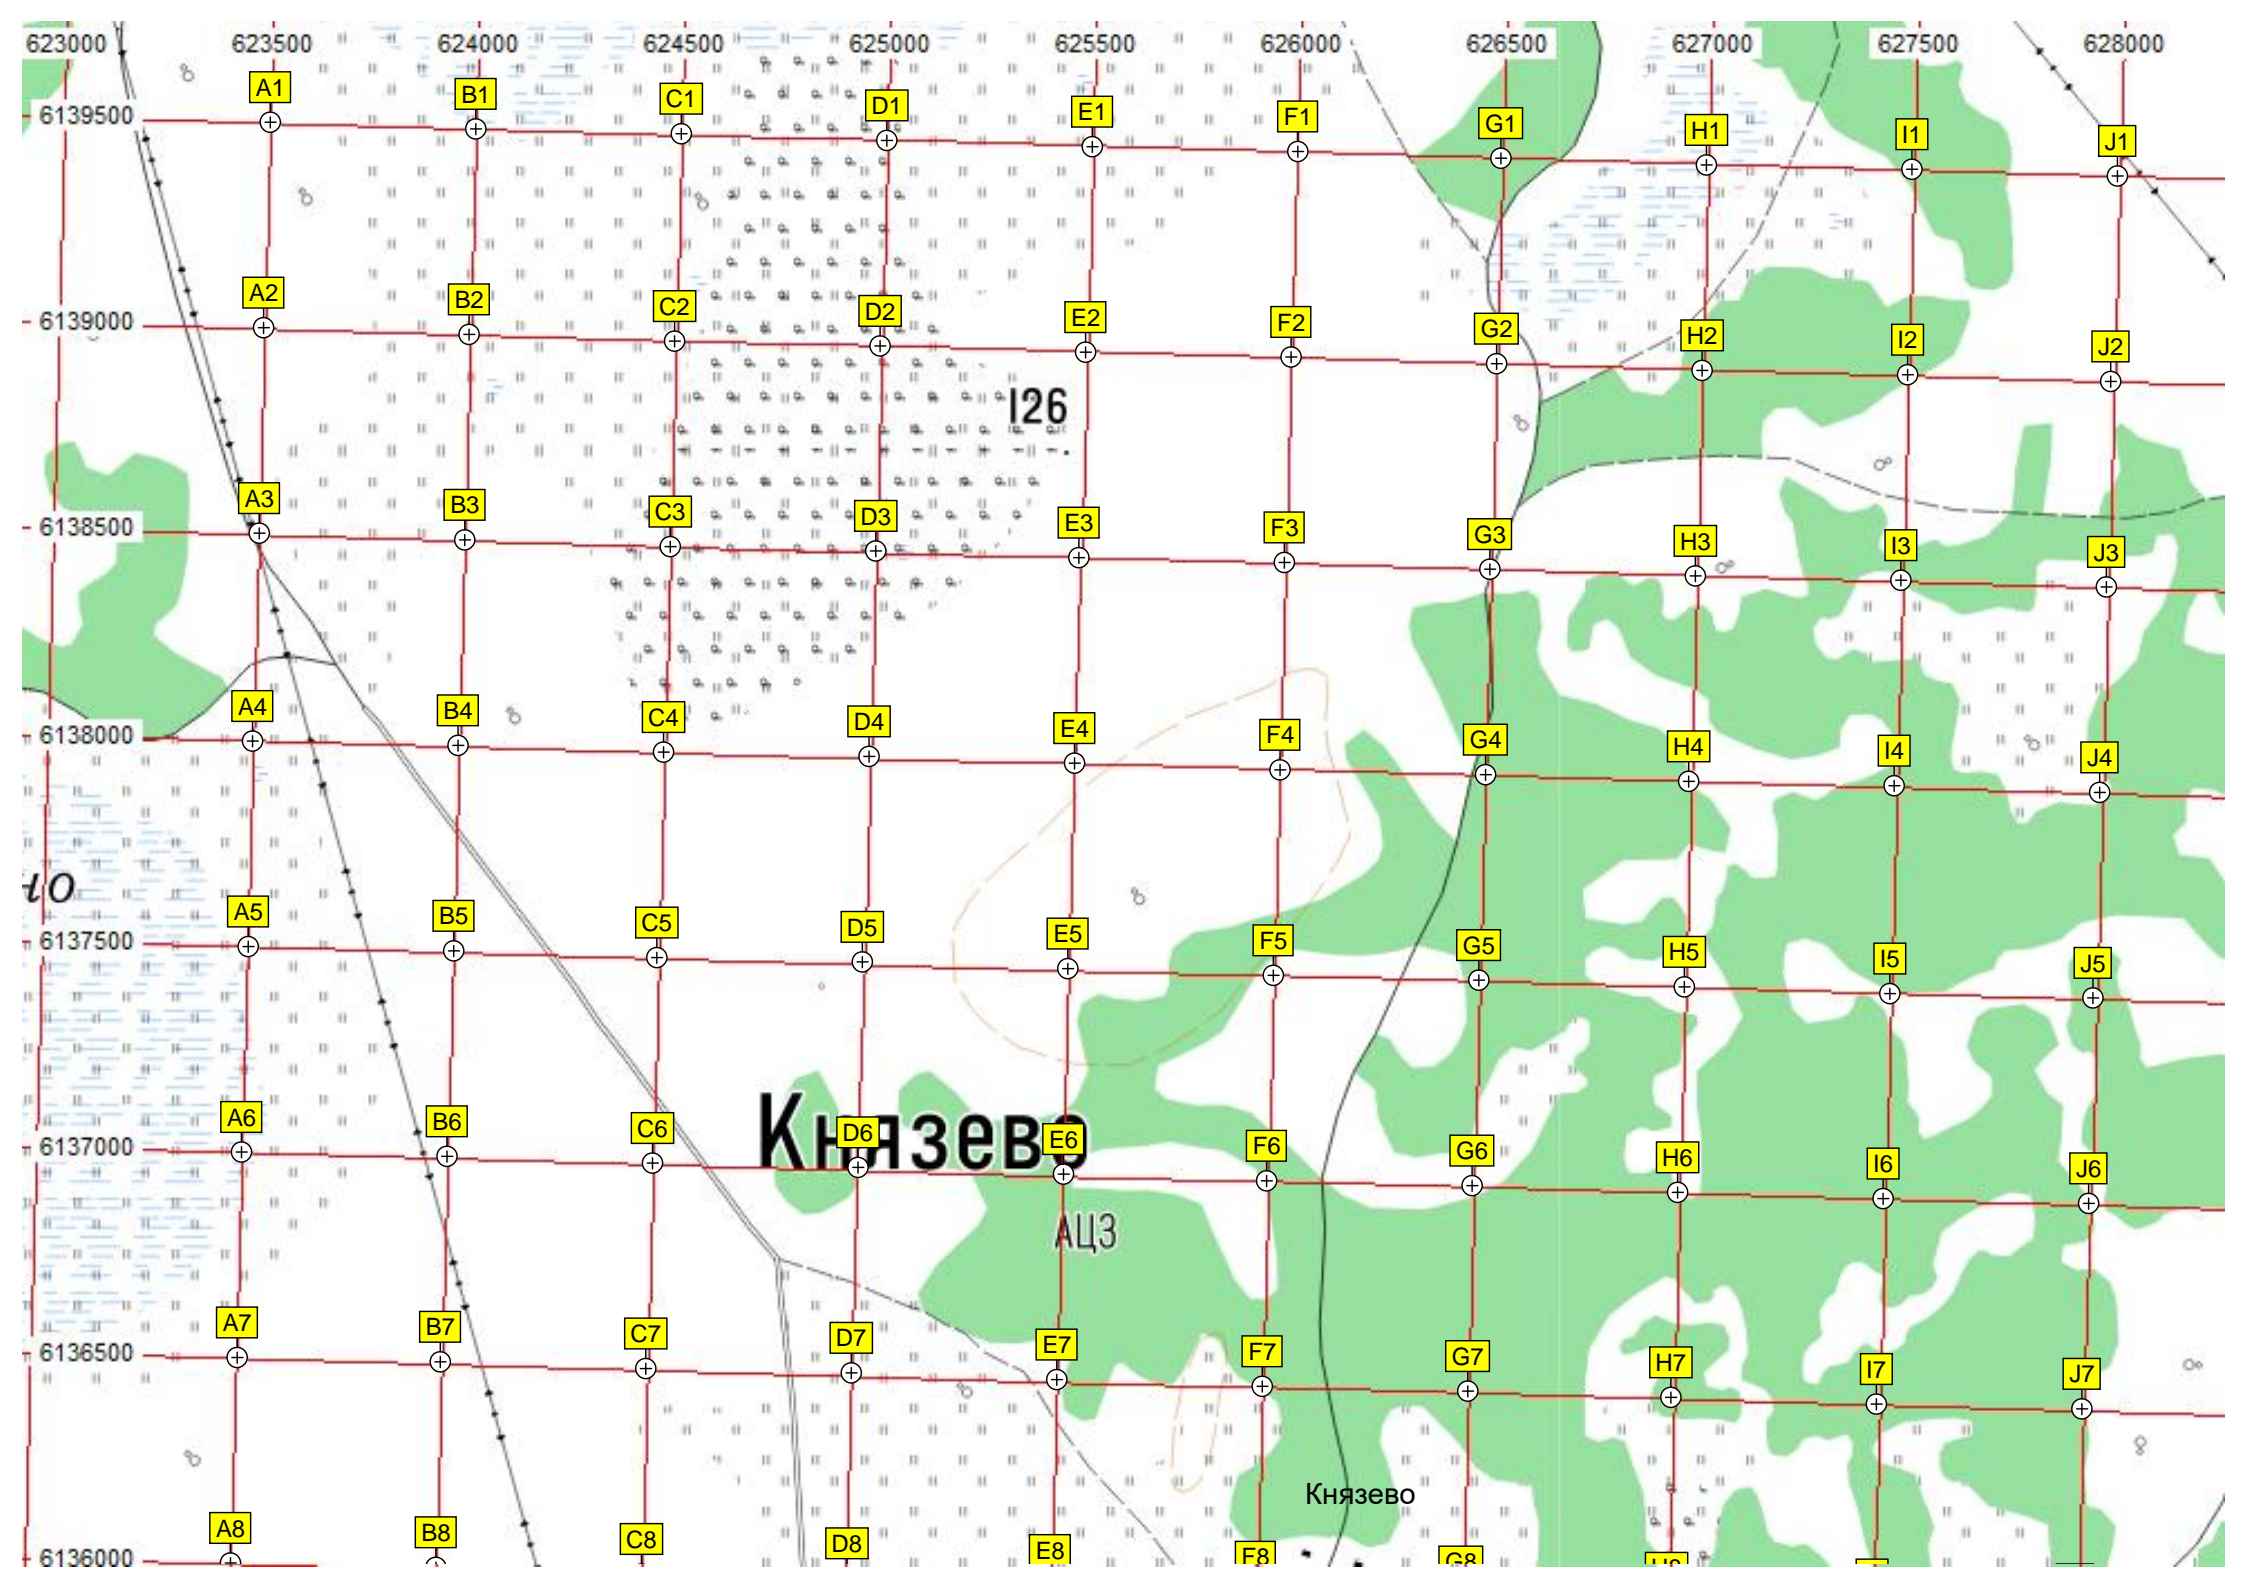 623000 623500 624000 624500 625000 625500 626000 626500 627000 627500 628000
6139500 A1 B1 C1 D1 E1 F1 G1 H1 I1 J1
6139000 A2 B2 C2 D2 E2 F2 G2 H2 I2 J2
126
6138500 A3 B3 C3 D3 E3 F3 G3 H3 I3 J3
6138000 A4 B4 C4 D4 E4 F4 G4 H4 I4 J4
но
6137500 A5 B5 C5 D5 E5 F5 G5 H5 I5 J5
Князево
6137000 A6 B6 C6 D6 E6 F6 G6 H6 I6 J6
АЦЗ
6136500 A7 B7 C7 D7 E7 F7 G7 H7 I7 J7
Князево
6136000 A8 B8 C8 D8 E8 F8 G8 H8